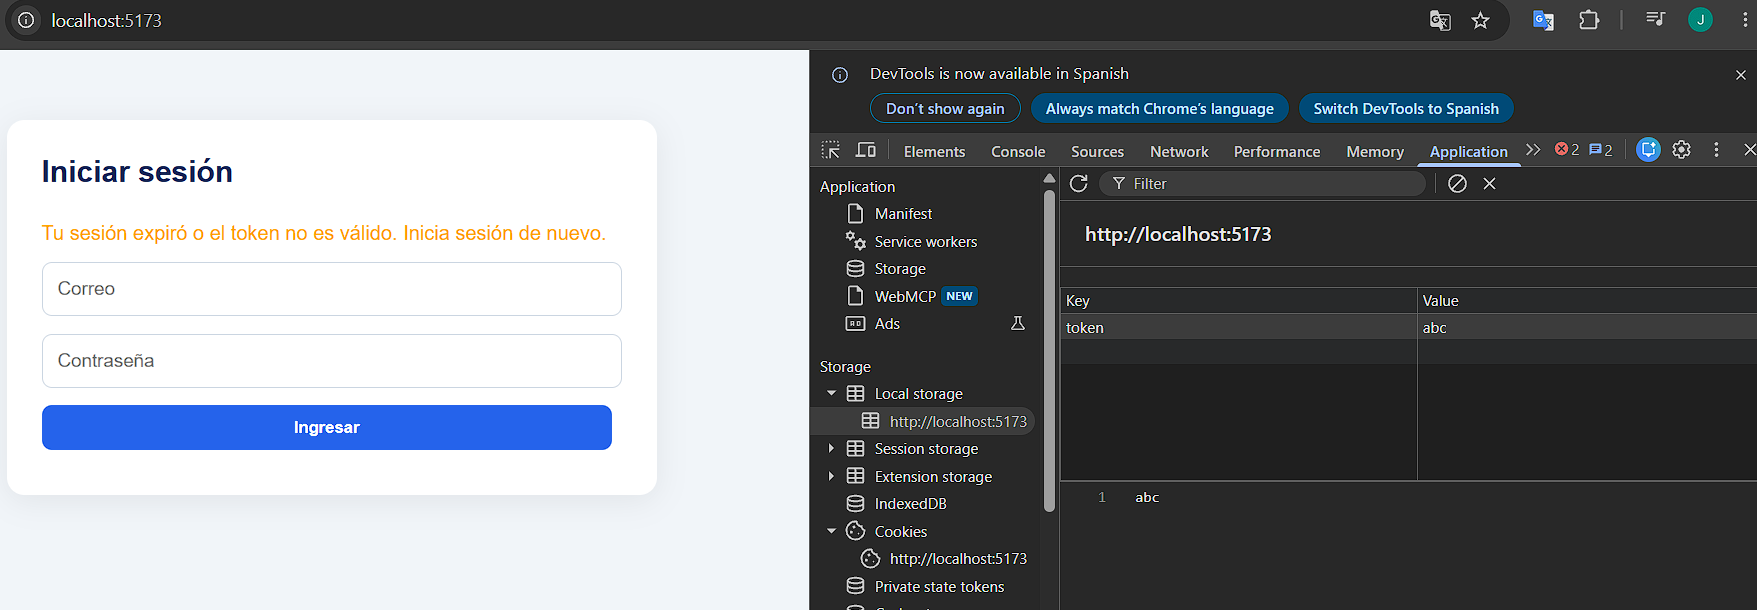 localhost:5173
J
Iniciar sesión
Tu sesión expiró o el token no es válido. Inicia sesión de nuevo.
Correo
Contraseña
Ingresar
DevTools is now available in Spanish
Don't show again
Always match Chrome's language
Switch DevTools to Spanish
Elements Console Sources Network Performance Memory Application 2 2
Application
Manifest
Service workers
Storage
WebMCP NEW
Ads
Storage
Local storage
http://localhost:5173
Session storage
Extension storage
IndexedDB
Cookies
http://localhost:5173
Private state tokens
Filter
http://localhost:5173
Key Value
token abc
1 abc